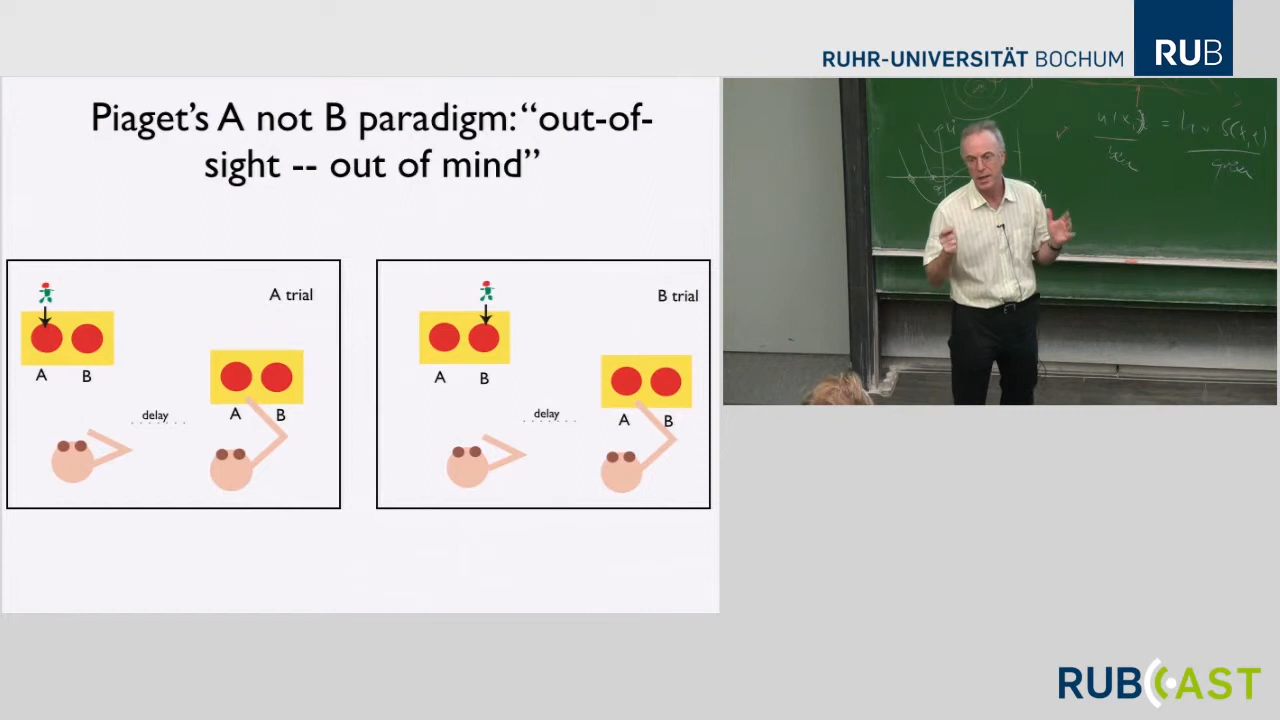 RUHR-UNIVERSITÄT BOCHUM
RUB
Piaget's A not B paradigm: “out-of-
sight -- out of mind”
A trial
A B
delay
A B
B trial
A B
delay
A B
RUBCAST